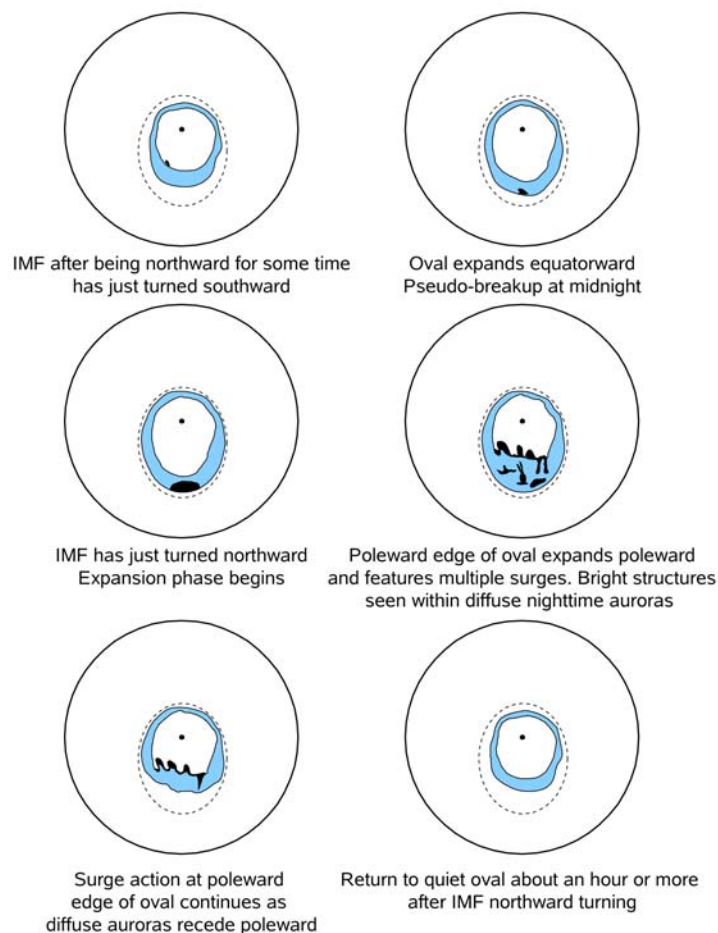 IMF after being northward for some time
has just turned southward
Oval expands equatorward
Pseudo-breakup at midnight
IMF has just turned northward
Expansion phase begins
Poleward edge of oval expands poleward
and features multiple surges. Bright structures
seen within diffuse nighttime auroras
Surge action at poleward
edge of oval continues as
diffuse auroras recede poleward
Return to quiet oval about an hour or more
after IMF northward turning